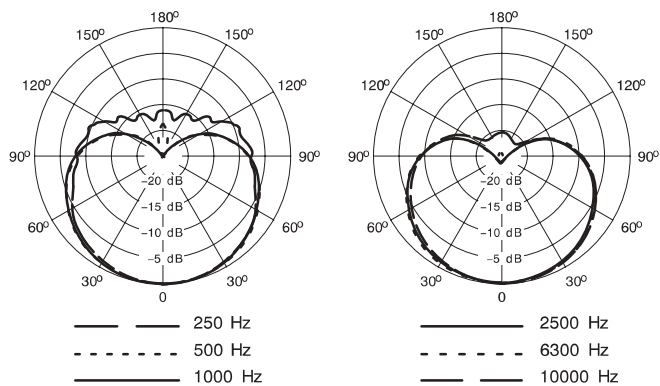 180° 180°
150° 150° 150° 150°
120° 120° 120° 120°
90° 90° 90° 90°
–20 dB –20 dB
–15 dB –15 dB
60° 60° 60° 60°
–10 dB –10 dB
–5 dB –5 dB
30° 30° 30° 30°
0 0
250 Hz 2500 Hz
500 Hz 6300 Hz
1000 Hz 10000 Hz